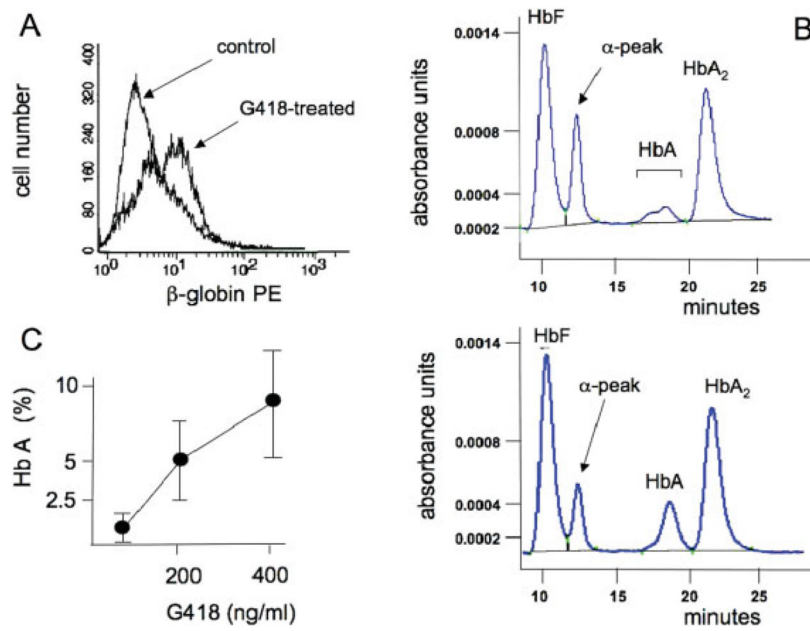 A
control
G418-treated
cell number
400
320
240
160
80
0
10⁰ 10¹ 10² 10³
β-globin PE
B
HbF
α-peak
HbA₂
HbA
absorbance units
0.0014
0.0008
0.0004
0.0002
10 15 20 25
minutes
C
Hb A (%)
10
5
2.5
200 400
G418 (ng/ml)
HbF
α-peak
HbA₂
HbA
absorbance units
0.0014
0.0008
0.0004
0.0002
10 15 20 25
minutes